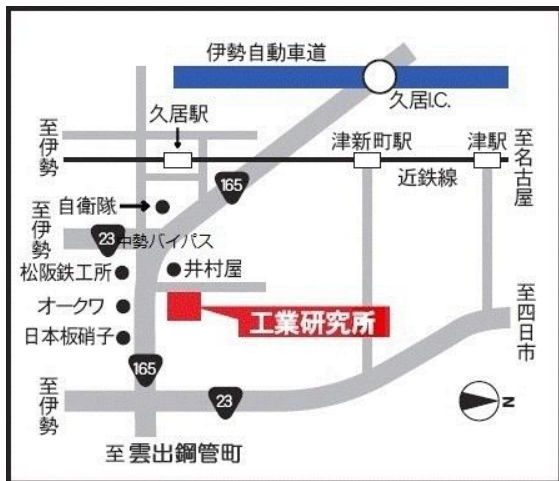 伊勢自動車道
久居I.C.
久居駅
至伊勢
津新町駅
津駅
至名古屋
近鉄線
165
自衛隊
至伊勢
23
中勢バイパス
松阪鉄工所
井村屋
オークワ
工業研究所
日本板硝子
至四日市
165
至伊勢
23
N
至 雲出鋼管町